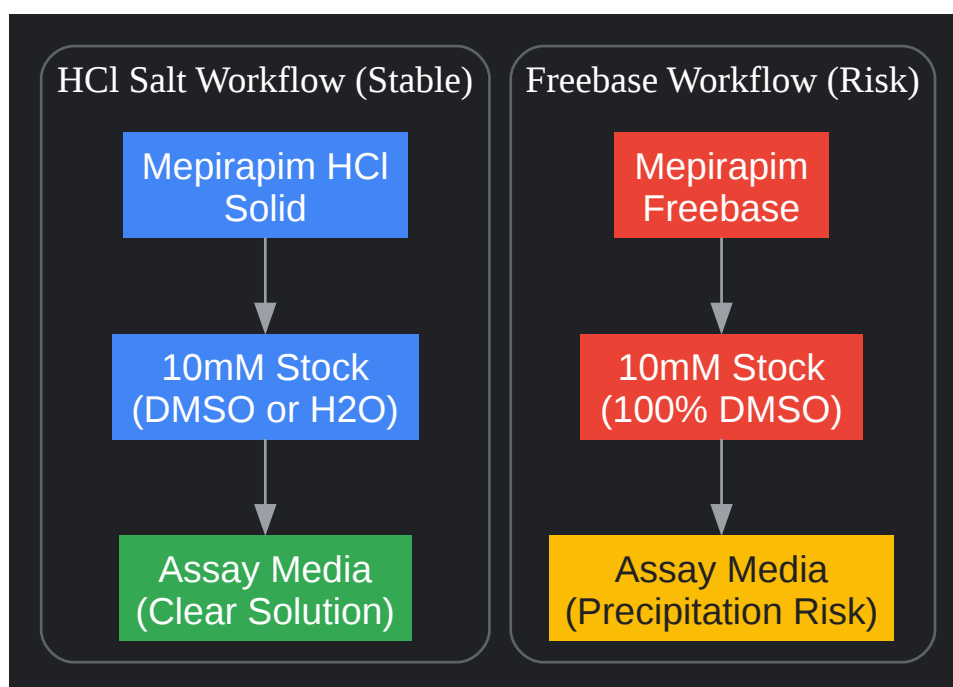 HCl Salt Workflow (Stable)
Mepirapim HCl
Solid
10mM Stock
(DMSO or H2O)
Assay Media
(Clear Solution)
Freebase Workflow (Risk)
Mepirapim
Freebase
10mM Stock
(100% DMSO)
Assay Media
(Precipitation Risk)